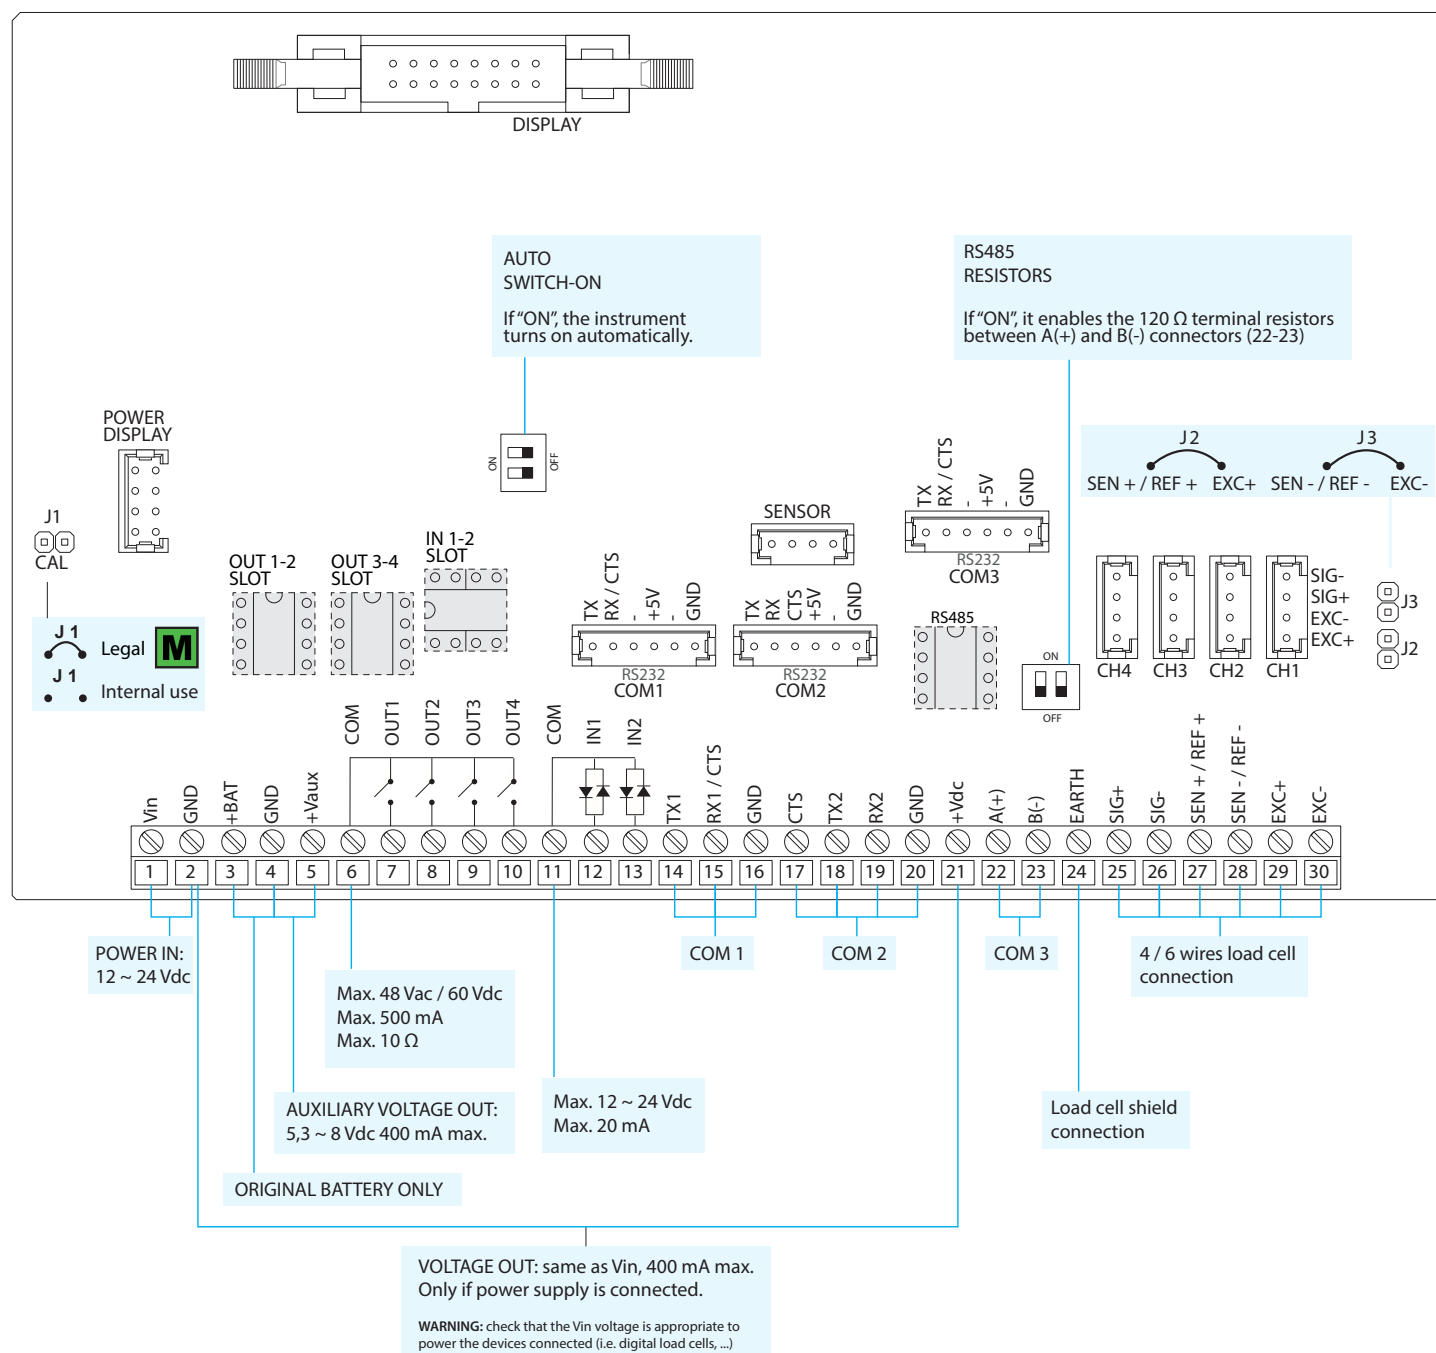 DISPLAY
AUTO
SWITCH-ON
If “ON”, the instrument
turns on automatically.
RS485
RESISTORS
If “ON”, it enables the 120 Ω terminal resistors
between A(+) and B(-) connectors (22-23)
POWER
DISPLAY
ON
OFF
J2
J3
SEN + / REF +
EXC+
SEN - / REF -
EXC-
J1
CAL
J 1
Legal
M
J 1
Internal use
OUT 1-2
SLOT
OUT 3-4
SLOT
IN 1-2
SLOT
TX
RX / CTS
-
+5V
-
GND
RS232
COM1
SENSOR
TX
RX
CTS
+5V
-
GND
RS232
COM2
TX
RX / CTS
-
+5V
-
GND
RS232
COM3
RS485
ON
OFF
CH4
CH3
CH2
CH1
SIG-
SIG+
EXC-
EXC+
J3
J2
Vin
GND
+BAT
GND
+Vaux
COM
OUT1
OUT2
OUT3
OUT4
COM
IN1
IN2
TX1
RX1 / CTS
GND
CTS
TX2
RX2
GND
+Vdc
A(+)
B(-)
EARTH
SIG+
SIG-
SEN + / REF +
SEN - / REF -
EXC+
EXC-
1 2 3 4 5 6 7 8 9 10 11 12 13 14 15 16 17 18 19 20 21 22 23 24 25 26 27 28 29 30
POWER IN:
12 ~ 24 Vdc
COM 1
COM 2
COM 3
4 / 6 wires load cell
connection
Max. 48 Vac / 60 Vdc
Max. 500 mA
Max. 10 Ω
AUXILIARY VOLTAGE OUT:
5,3 ~ 8 Vdc 400 mA max.
Max. 12 ~ 24 Vdc
Max. 20 mA
Load cell shield
connection
ORIGINAL BATTERY ONLY
VOLTAGE OUT: same as Vin, 400 mA max.
Only if power supply is connected.
WARNING: check that the Vin voltage is appropriate to
power the devices connected (i.e. digital load cells, ...)